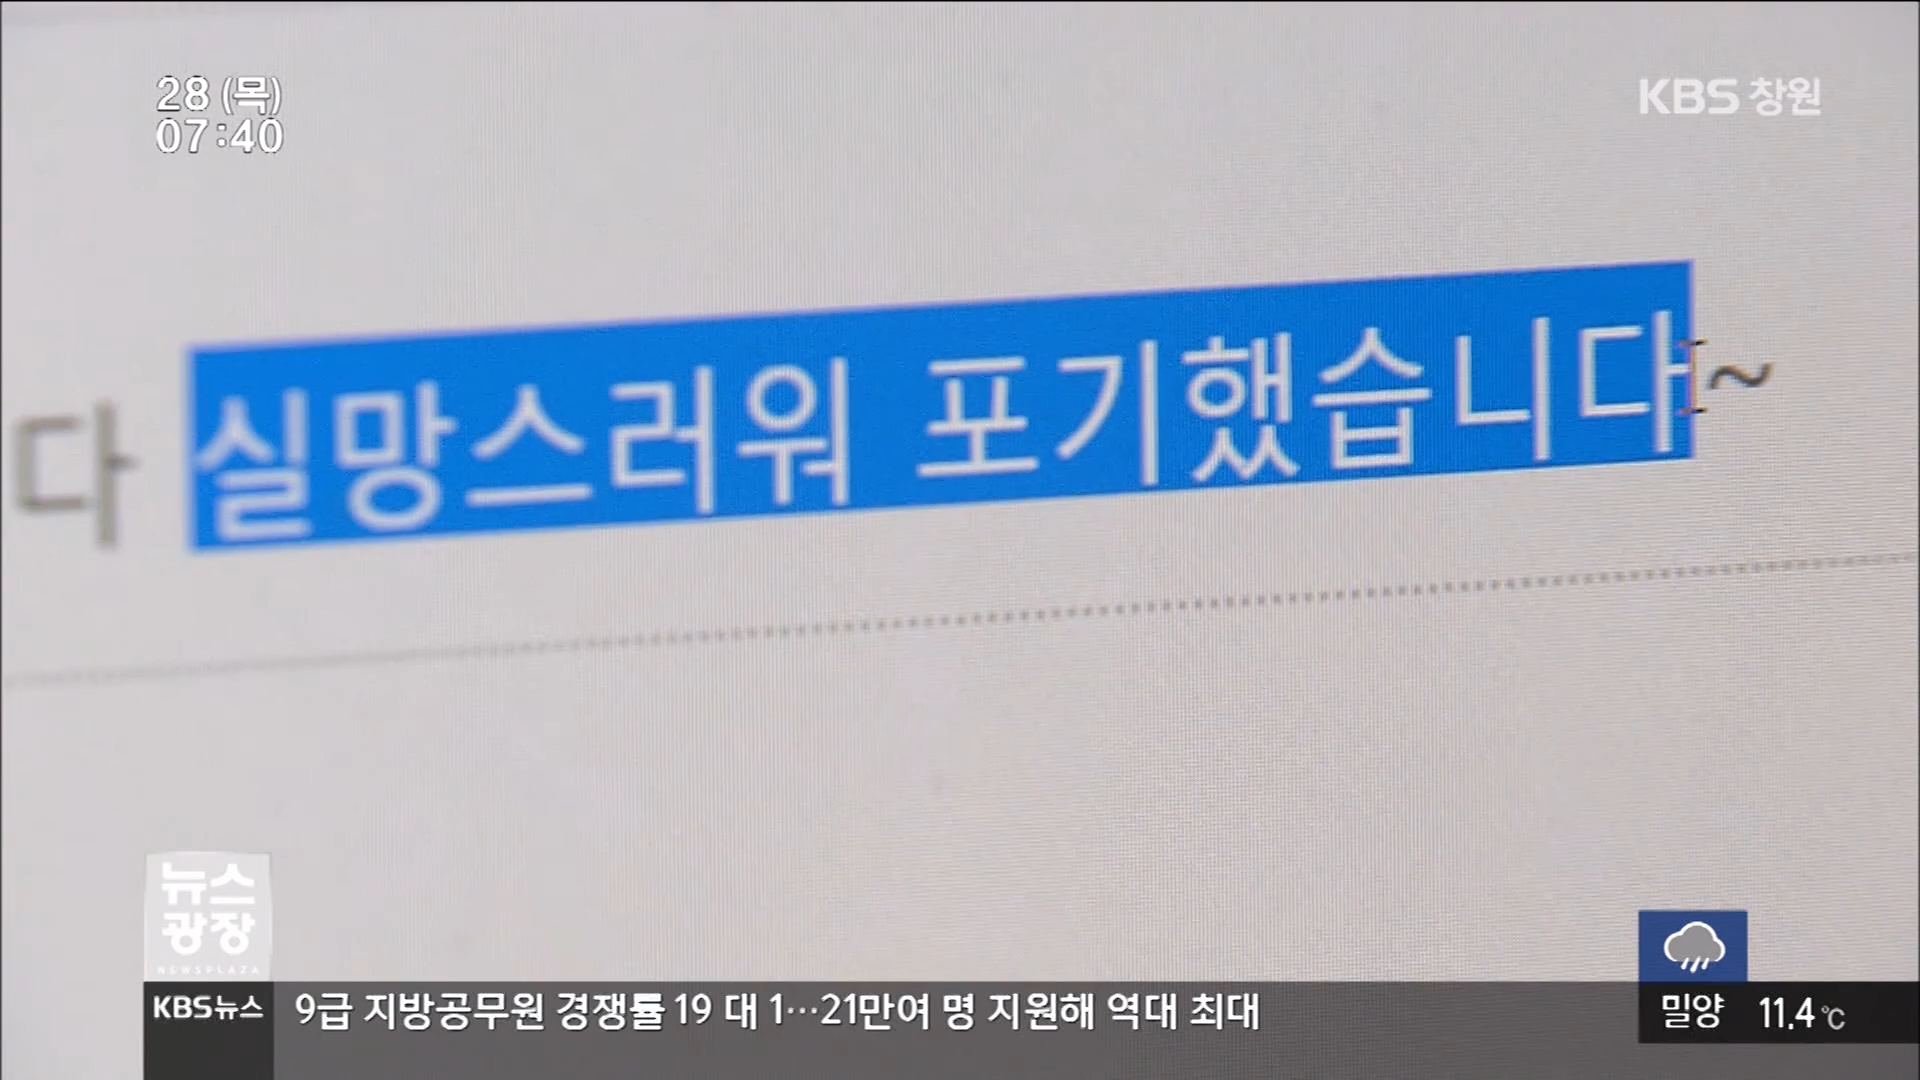 28 (목)
07:40
KBS 창원
다 실망스러워 포기했습니다~
뉴스
광장
NEWSPLAZA
KBS뉴스
9급 지방공무원 경쟁률 19 대 1…21만여 명 지원해 역대 최대
밀양 11.4℃